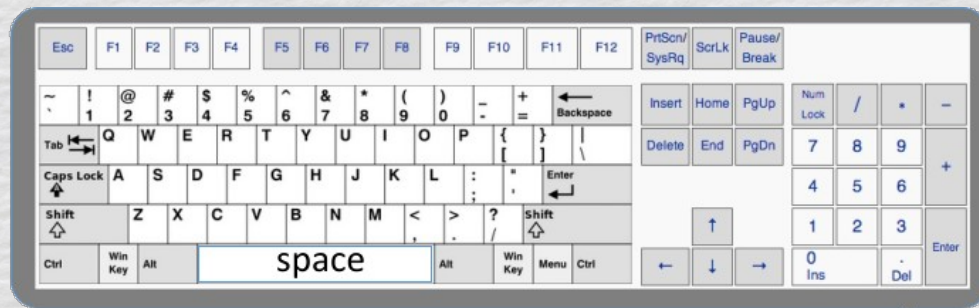 Esc F1 F2 F3 F4 F5 F6 F7 F8 F9 F10 F11 F12 PrtScn/ SysRq ScrLk Pause/ Break
~ ! @ # $ % ^ & * ( ) _ +
` 1 2 3 4 5 6 7 8 9 0 - = Backspace Insert Home PgUp Num Lock / • –
Tab Q W E R T Y U I O P { } |
[ ] \ Delete End PgDn 7 8 9 +
Caps Lock A S D F G H J K L : " Enter
; ' 4 5 6
Shift Z X C V B N M < > ? Shift
, . / ↑ 1 2 3 Enter
Ctrl Win Key Alt space Alt Win Key Menu Ctrl ← ↓ → 0 Ins . Del